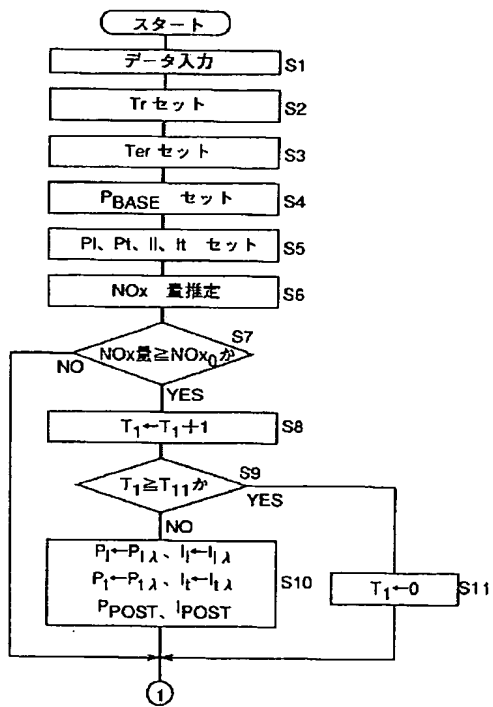 スタート
データ入力 S1
Tr セット S2
Ter セット S3
PBASE セット S4
Pl、Pt、Il、It セット S5
NOx 量推定 S6
S7
NOx量≧NOx0か
NO
YES
T1←T1+1 S8
S9
T1≧T11か
YES
NO
Pl←Plλ、Il←Ilλ
Pt←Ptλ、It←Itλ
PPOST、IPOST
S10
T1←0 S11
1